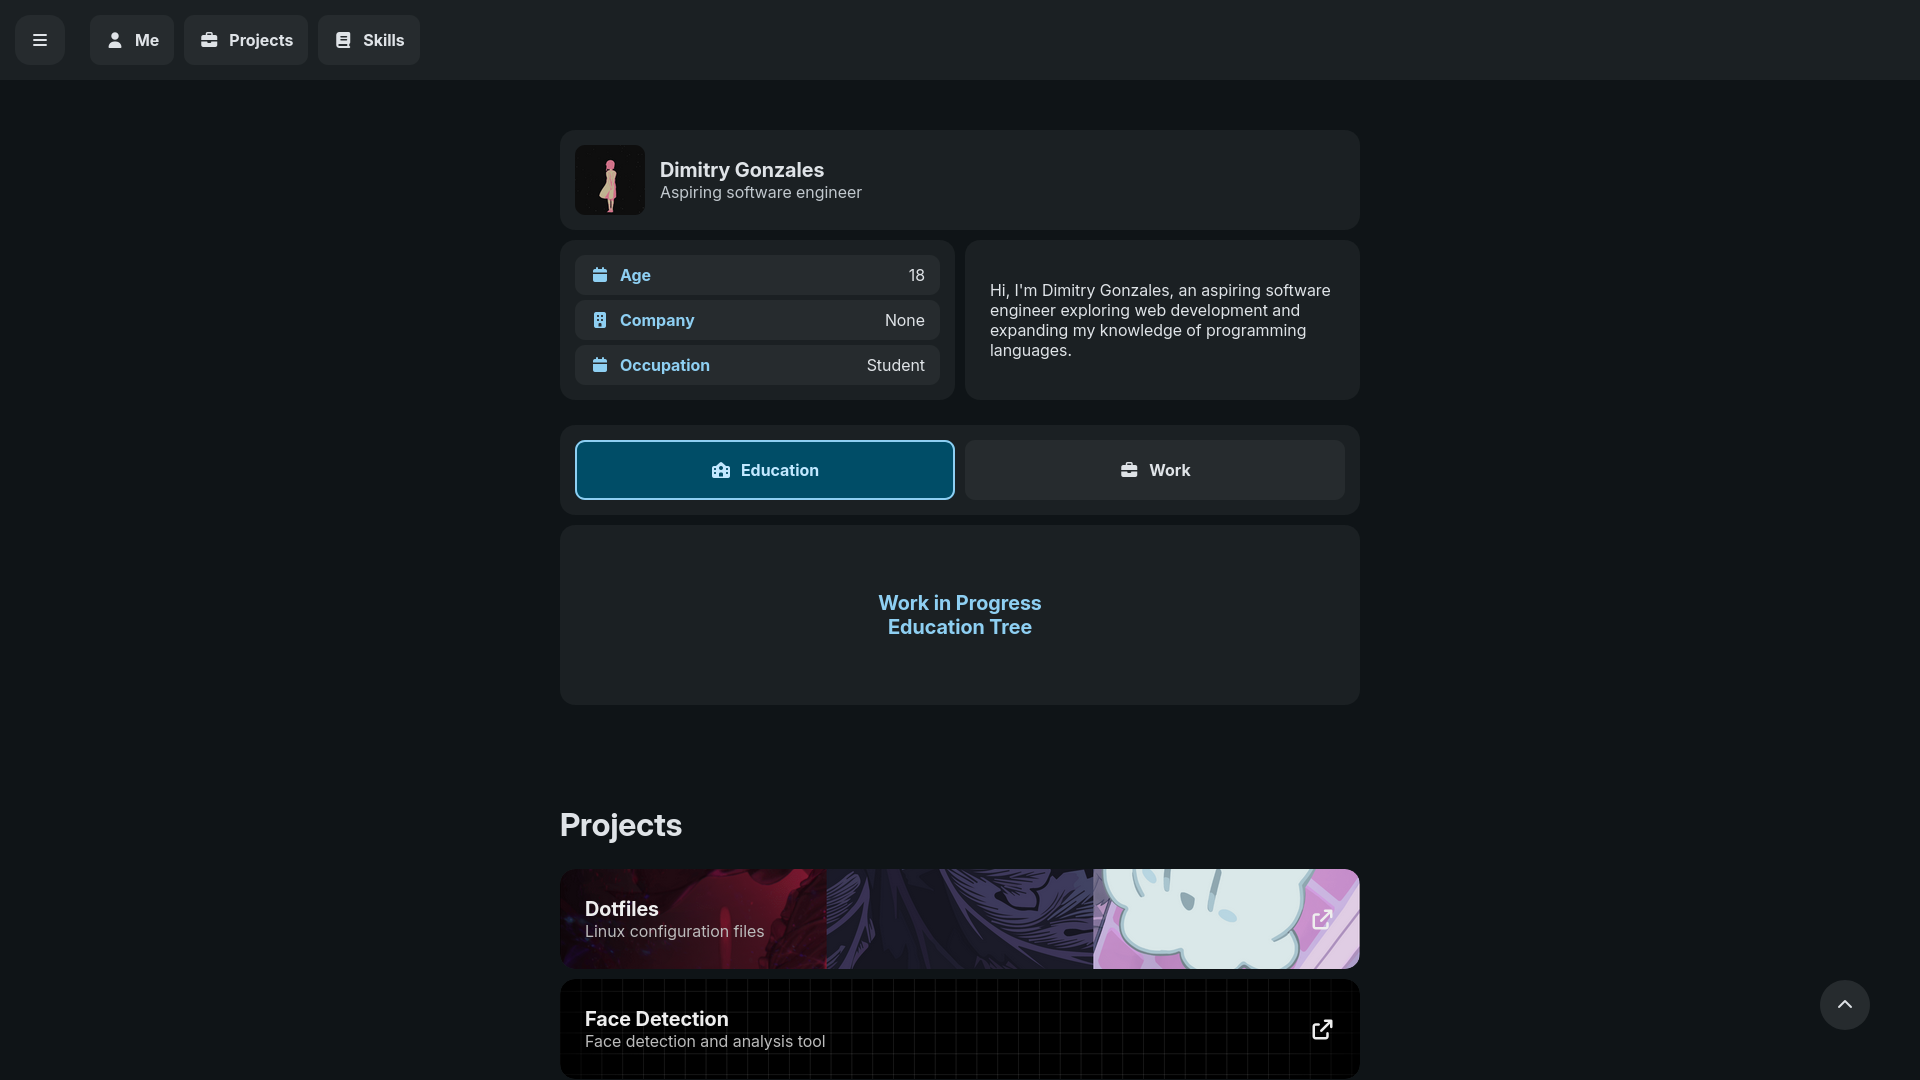 Me
Projects
Skills
Dimitry Gonzales
Aspiring software engineer
Age 18
Company None
Occupation Student
Hi, I'm Dimitry Gonzales, an aspiring software
engineer exploring web development and
expanding my knowledge of programming
languages.
Education
Work
Work in Progress
Education Tree
Projects
Dotfiles
Linux configuration files
Face Detection
Face detection and analysis tool